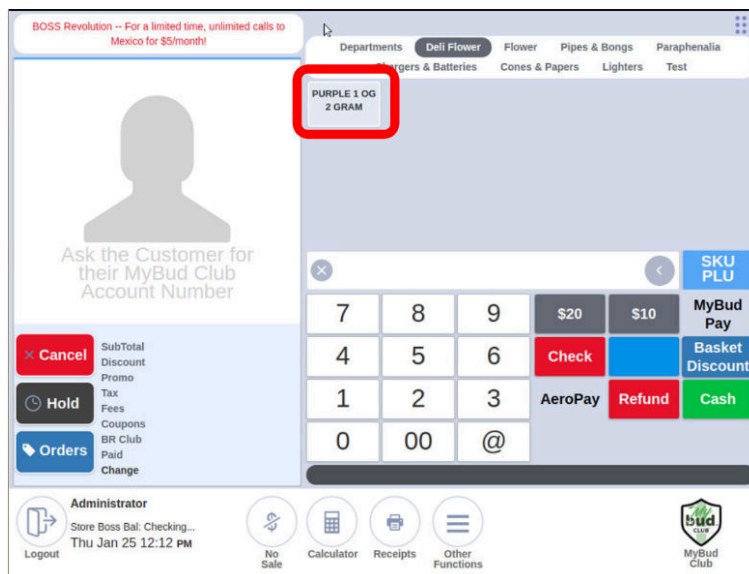 BOSS Revolution -- For a limited time, unlimited calls to
Mexico for $5/month!
Departments Deli Flower Flower Pipes & Bongs Paraphenalia
Chargers & Batteries Cones & Papers Lighters Test
PURPLE 1 OG
2 GRAM
Ask the Customer for
their MyBud Club
Account Number
SKU
PLU
7 8 9 $20 $10 MyBud
Pay
4 5 6 Check Basket
Discount
1 2 3 AeroPay Refund Cash
0 00 @
Cancel
Hold
Orders
SubTotal
Discount
Promo
Tax
Fees
Coupons
BR Club
Paid
Change
Logout
Administrator
Store Boss Bal: Checking...
Thu Jan 25 12:12 PM
No
Sale
Calculator
Receipts
Other
Functions
My
bud
CLUB
MyBud
Club